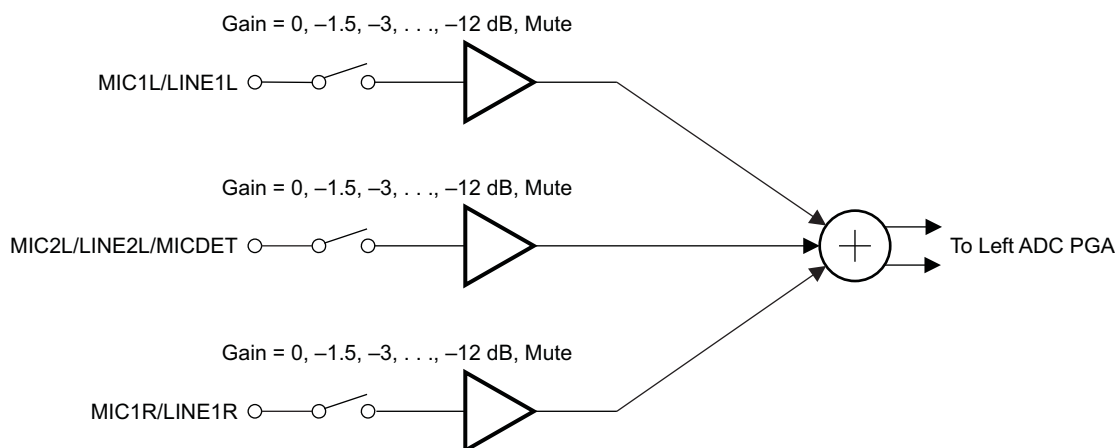 Gain = 0, –1.5, –3, . . ., –12 dB, Mute
MIC1L/LINE1L
Gain = 0, –1.5, –3, . . ., –12 dB, Mute
MIC2L/LINE2L/MICDET
To Left ADC PGA
Gain = 0, –1.5, –3, . . ., –12 dB, Mute
MIC1R/LINE1R